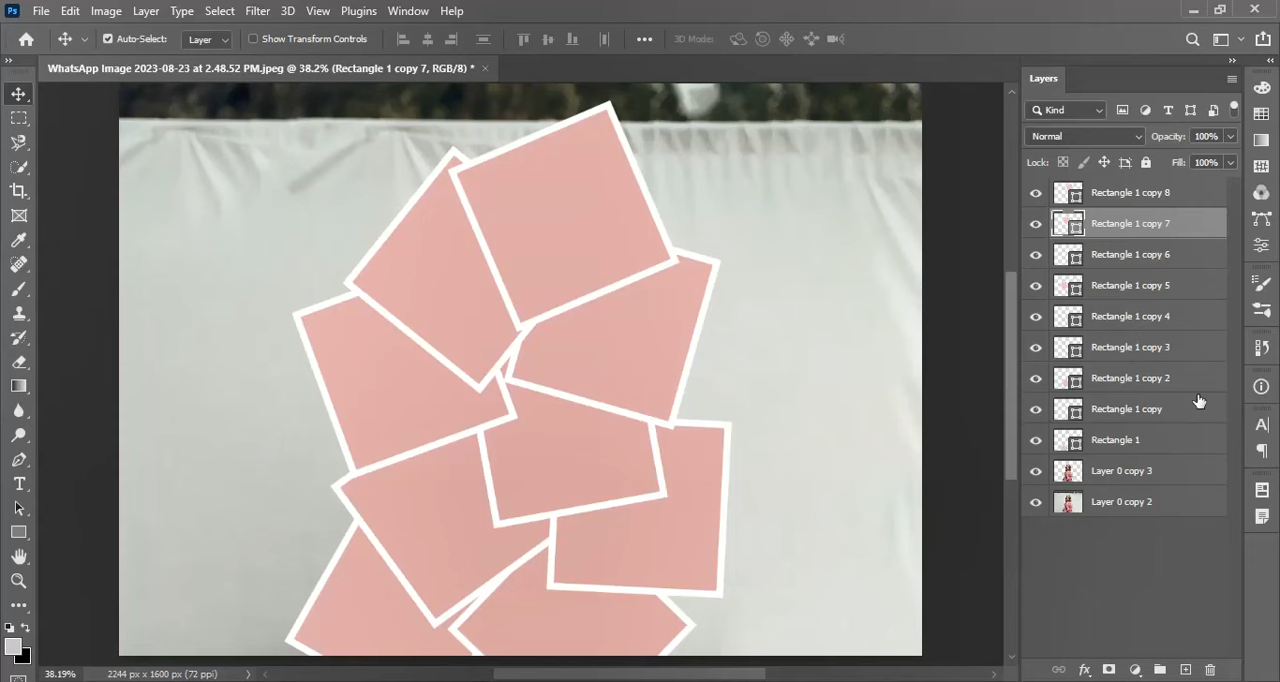 Ps File Edit Image Layer Type Select Filter 3D View Plugins Window Help
Auto-Select: Layer Show Transform Controls 3D Mode:
WhatsApp Image 2023-08-23 at 2.48.52 PM.jpeg @ 38.2% (Rectangle 1 copy 7, RGB/8) *
Layers
Kind
Normal Opacity: 100%
Lock: Fill: 100%
Rectangle 1 copy 8
Rectangle 1 copy 7
Rectangle 1 copy 6
Rectangle 1 copy 5
Rectangle 1 copy 4
Rectangle 1 copy 3
Rectangle 1 copy 2
Rectangle 1 copy
Rectangle 1
Layer 0 copy 3
Layer 0 copy 2
38.19% 2244 px x 1600 px (72 ppi)